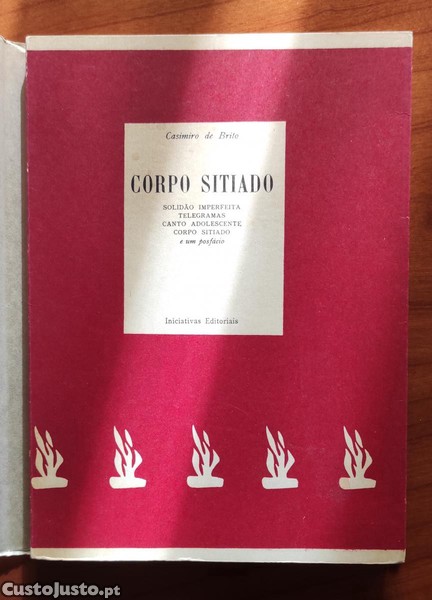 Casimiro de Brito
CORPO SITIADO
SOLIDÃO IMPERFEITA
TELEGRAMAS
CANTO ADOLESCENTE
CORPO SITIADO
e um posfácio
Iniciativas Editoriais
CustoJusto.pt